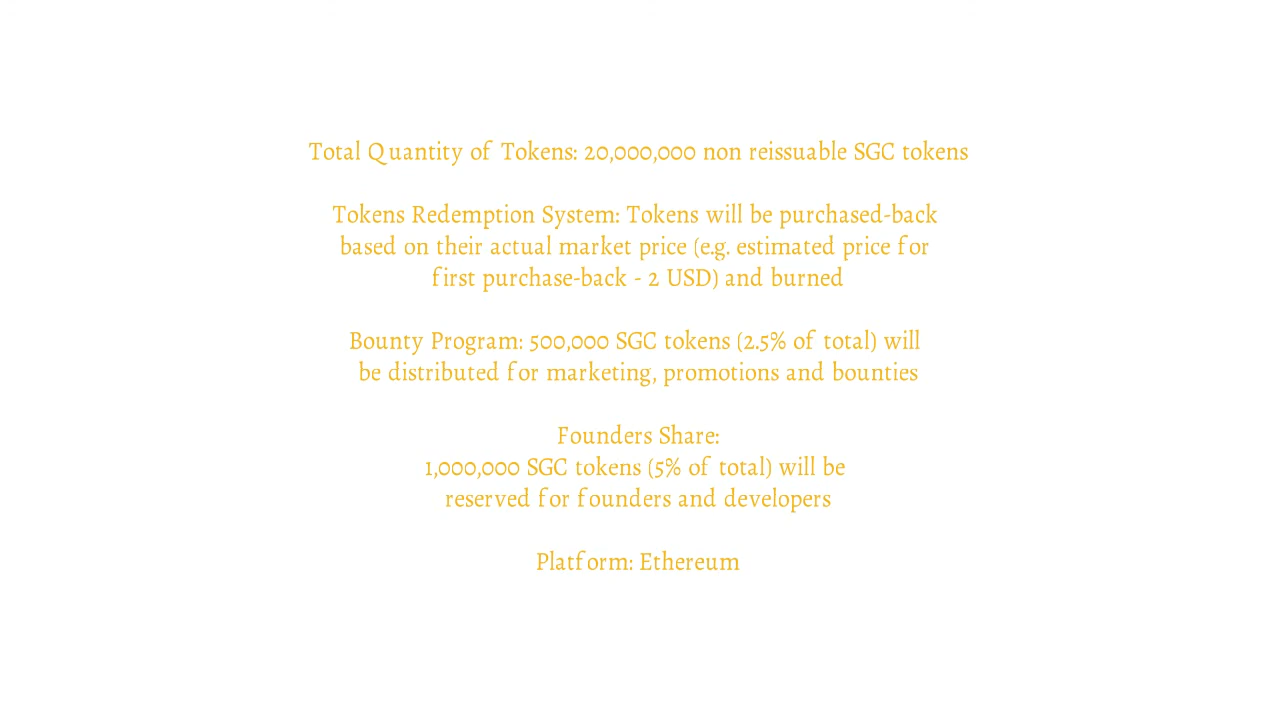 Total Quantity of Tokens: 20,000,000 non reissuable SGC tokens
Tokens Redemption System: Tokens will be purchased-back
based on their actual market price (e.g. estimated price for
first purchase-back - 2 USD) and burned
Bounty Program: 500,000 SGC tokens (2.5% of total) will
be distributed for marketing, promotions and bounties
Founders Share:
1,000,000 SGC tokens (5% of total) will be
reserved for founders and developers
Platform: Ethereum